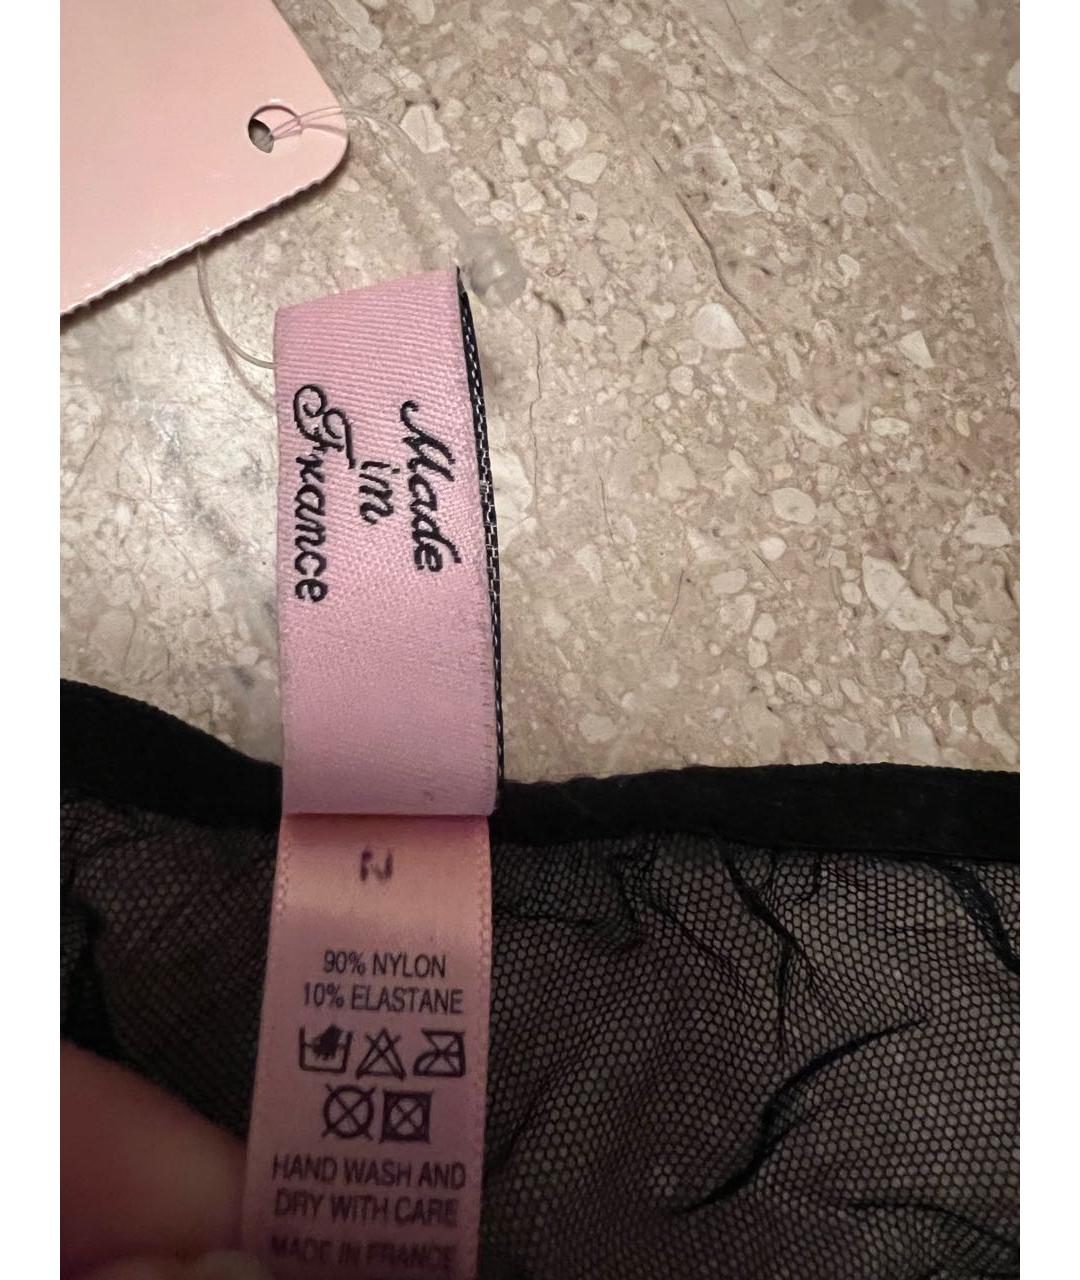 Made
in
France
90% NYLON
10% ELASTANE
HAND WASH AND
DRY WITH CARE
MADE IN FRANCE